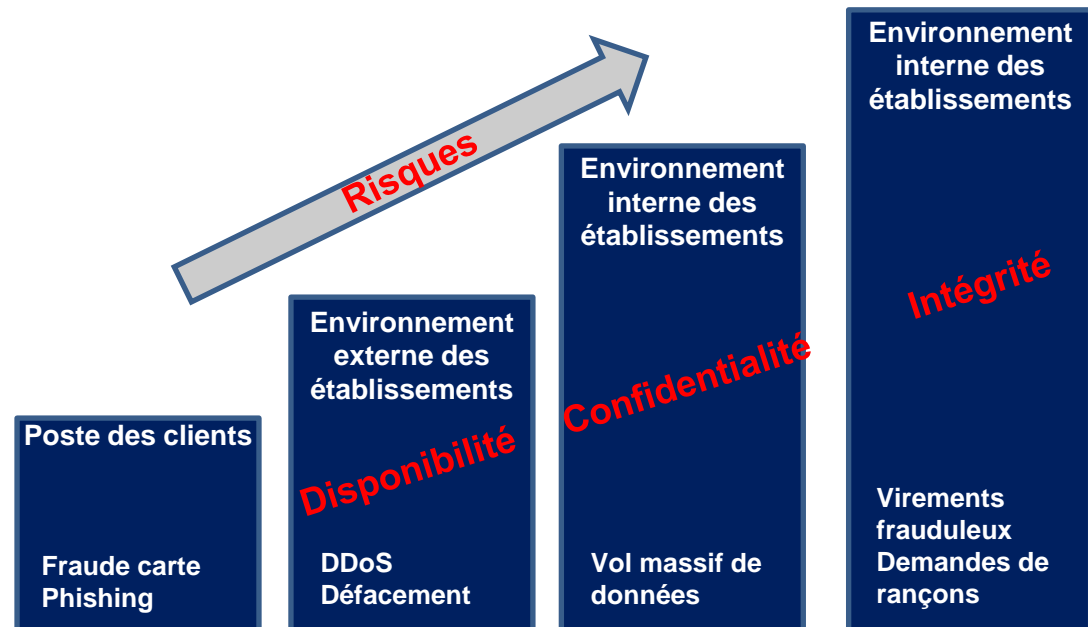 Risques
Poste des clients
Fraude carte
Phishing
Environnement
externe des
établissements
Disponibilité
DDoS
Défacement
Environnement
interne des
établissements
Confidentialité
Vol massif de
données
Environnement
interne des
établissements
Intégrité
Virements
frauduleux
Demandes de
rançons